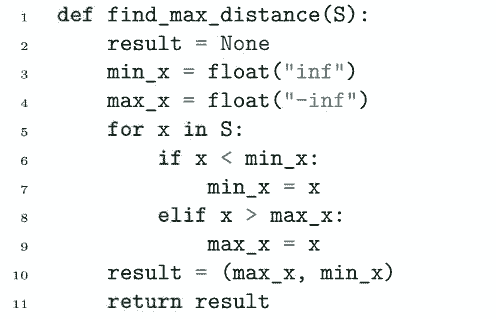 1 def find_max_distance(S):
2     result = None
3     min_x = float("inf")
4     max_x = float("-inf")
5     for x in S:
6         if x < min_x:
7             min_x = x
8         elif x > max_x:
9             max_x = x
10     result = (max_x, min_x)
11     return result